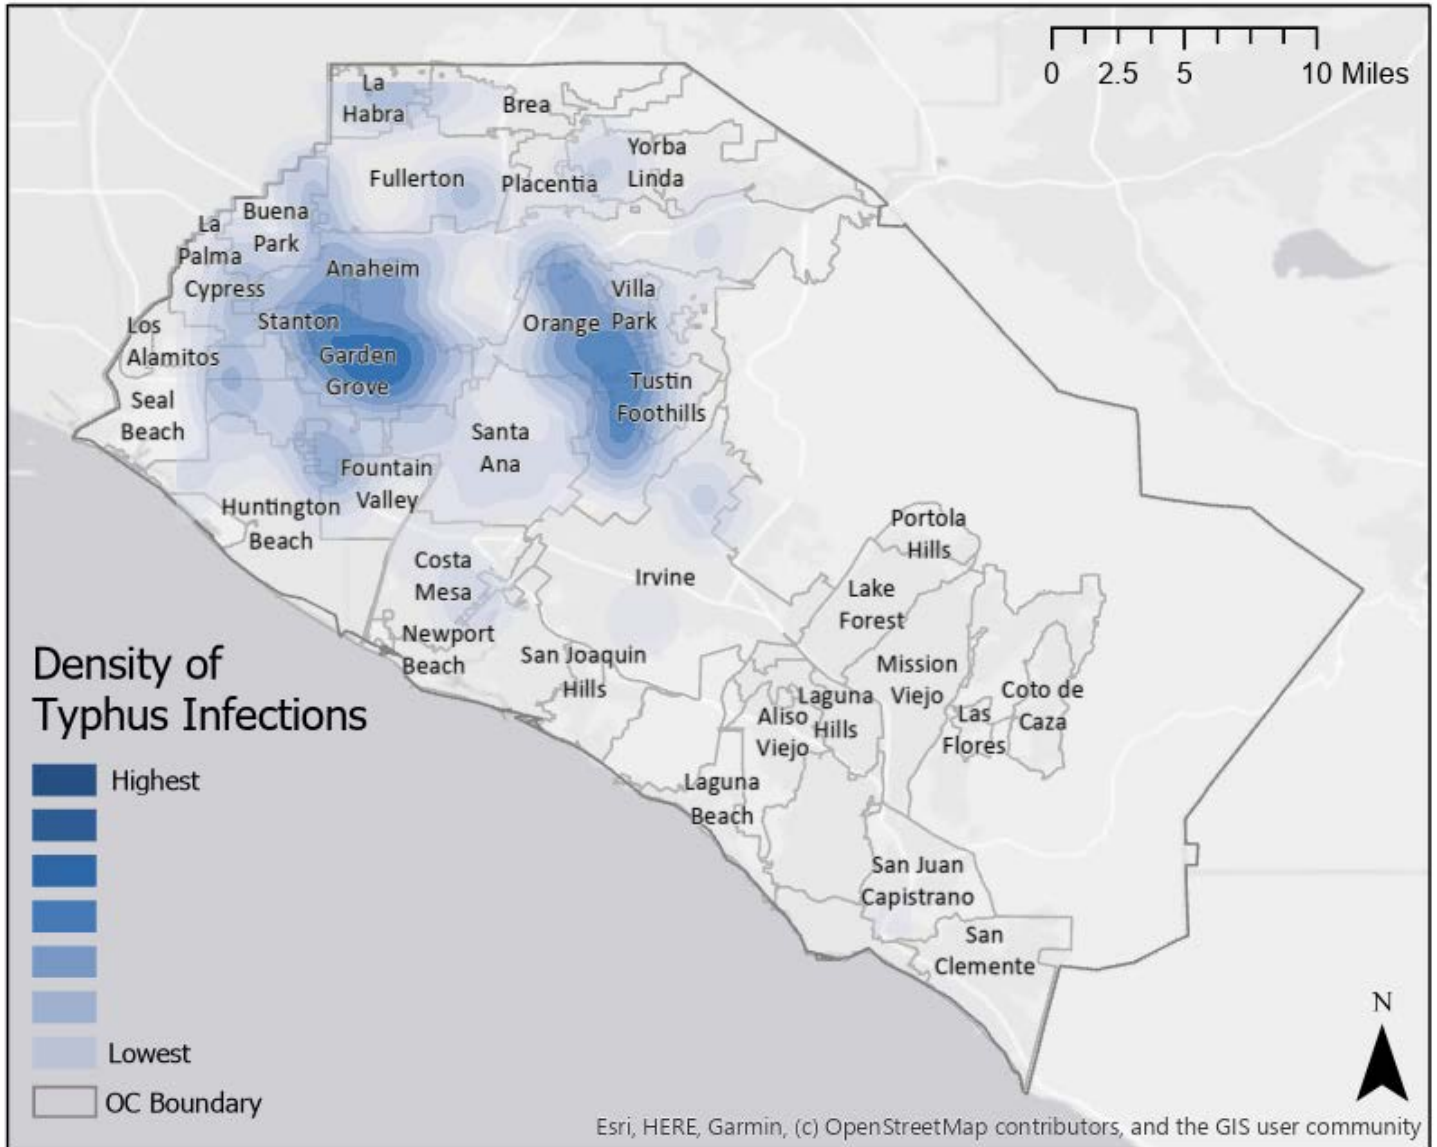 0 2.5 5 10 Miles
La
Habra
Brea
Yorba
Linda
Fullerton
Placentia
Buena
Park
La
Palma
Anaheim
Cypress
Villa
Park
Stanton
Orange
Los
Alamitos
Garden
Grove
Tustin
Foothills
Seal
Beach
Santa
Ana
Fountain
Valley
Huntington
Beach
Portola
Hills
Costa
Mesa
Irvine
Lake
Forest
Newport
Beach
San Joaquin
Hills
Mission
Viejo
Laguna
Hills
Coto de
Caza
Aliso
Viejo
Las
Flores
Laguna
Beach
San Juan
Capistrano
San
Clemente
Density of
Typhus Infections
Highest
Lowest
OC Boundary
N
Esri, HERE, Garmin, (c) OpenStreetMap contributors, and the GIS user community